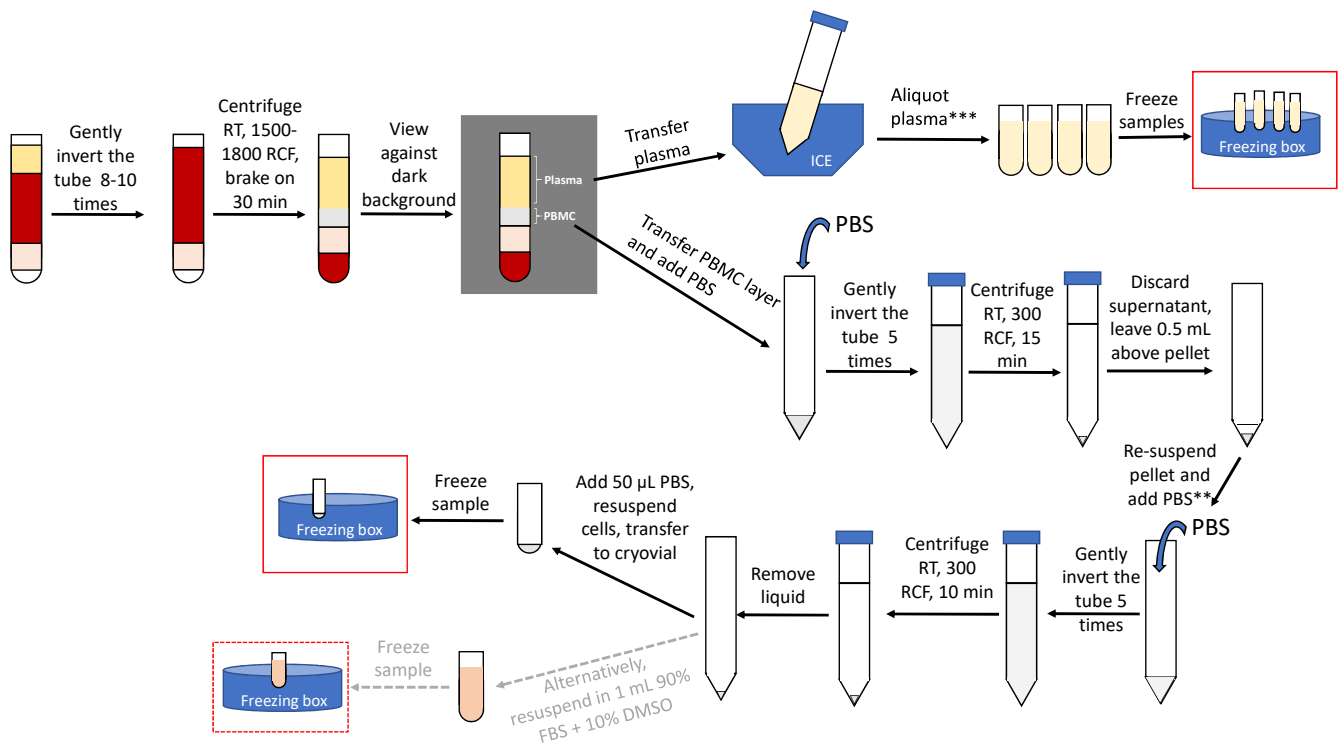 Gently
invert the
tube 8-10
times
Centrifuge
RT, 1500-
1800 RCF,
brake on
30 min
View
against
dark
background
Plasma
PBMC
Transfer
plasma
ICE
Aliquot
plasma***
Freeze
samples
Freezing box
Transfer PBMC layer
and add PBS
PBS
Gently
invert the
tube 5
times
Centrifuge
RT, 300
RCF, 15
min
Discard
supernatant,
leave 0.5 mL
above pellet
Re-suspend
pellet and
add PBS**
PBS
Gently
invert the
tube 5
times
Centrifuge
RT, 300
RCF, 10 min
Remove
liquid
Add 50 µL PBS,
resuspend
cells, transfer
to cryovial
Freeze
sample
Freezing box
Alternatively,
resuspend in 1 mL 90%
FBS + 10% DMSO
Freeze
sample
Freezing box